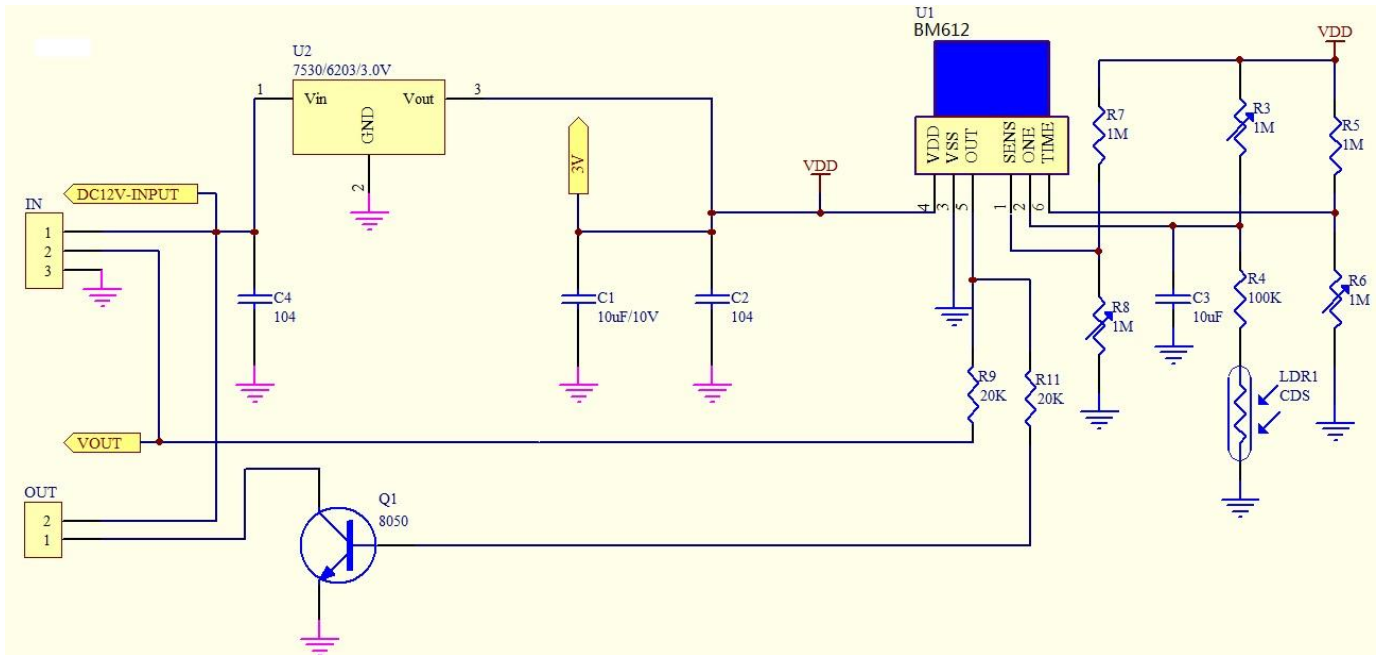 U1
BM612
VDD
U2
7530/6203/3.0V
1
Vin
Vout
3
GND
2
3V
VDD
VDD
VSS
OUT
SENS
ONE
TIME
4
3
5
1
2
6
R7
1M
R3
1M
R5
1M
DC12V-INPUT
IN
1
2
3
C4
104
C1
10uF/10V
C2
104
R8
1M
C3
10uF
R4
100K
R6
1M
R9
20K
R11
20K
LDR1
CDS
VOUT
OUT
2
1
Q1
8050